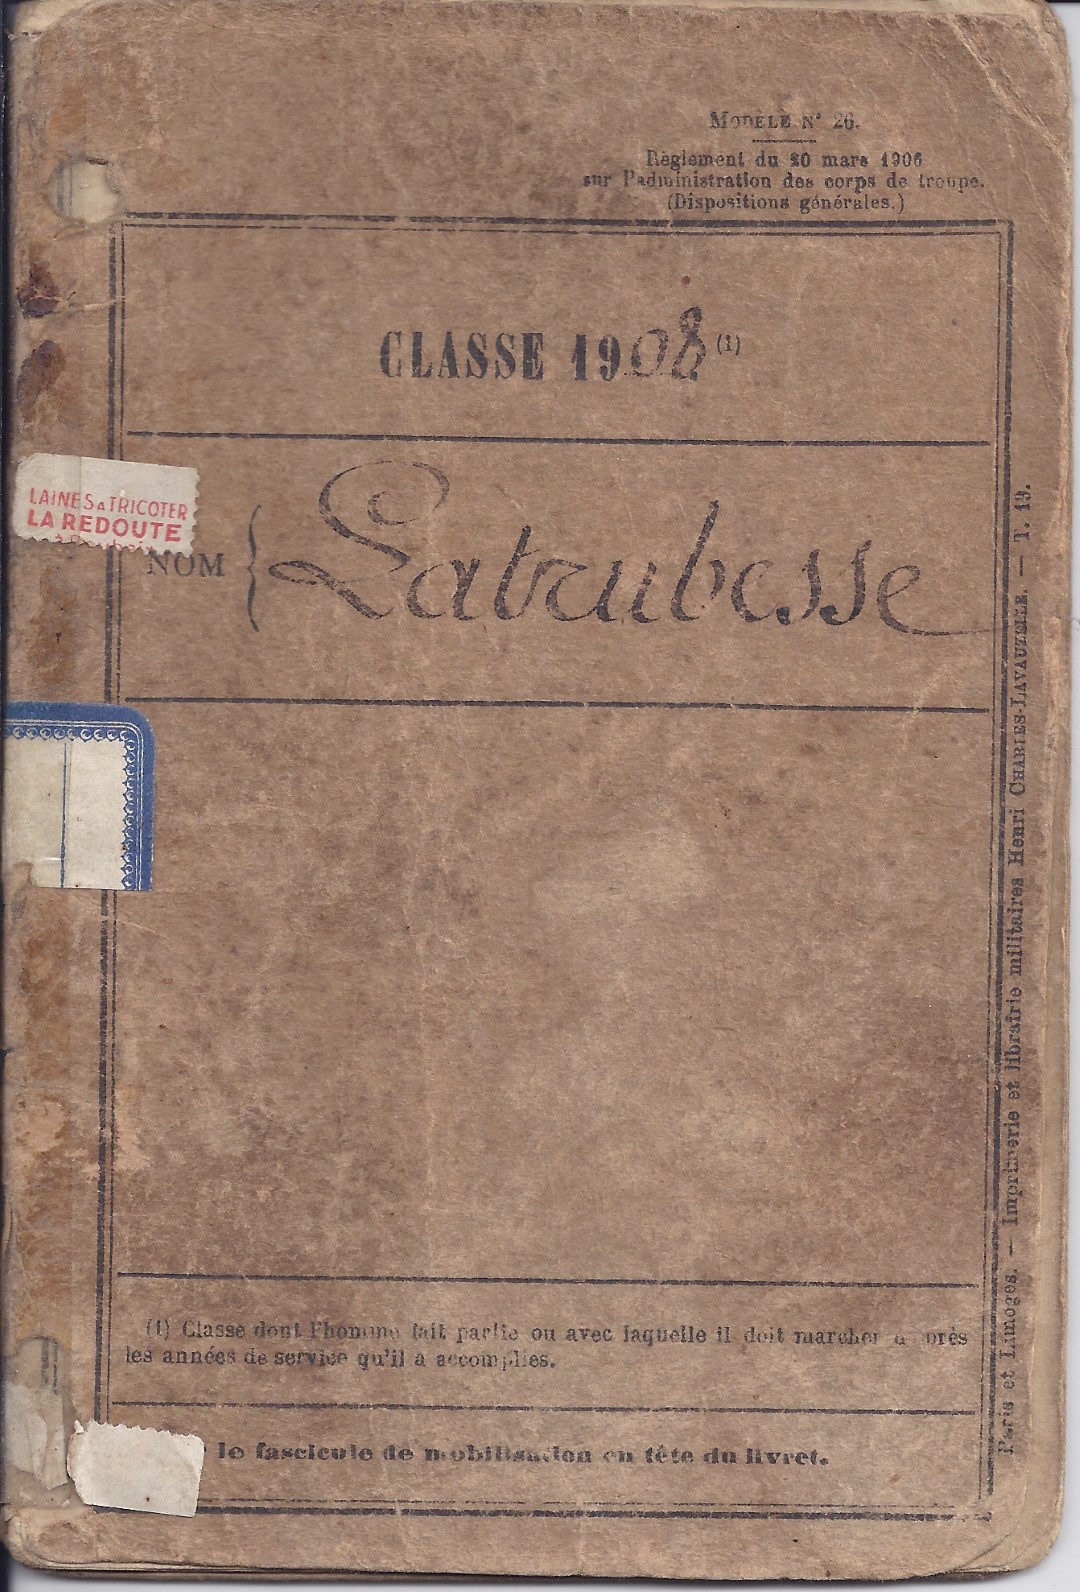 MODÈLE N° 26.
Règlement du 20 mars 1906
sur l'administration des corps de troupe.
(Dispositions générales.)
CLASSE 1908 (1)
LAINES A TRICOTER
LA REDOUTE
NOM { Latrubesse
(1) Classe dont l'homme fait partie ou avec laquelle il doit marcher d'après
les années de service qu'il a accomplies.
le fascicule de mobilisation en tête du livret.
Paris et Limoges. — Imprimerie et librairie militaires Henri CHARLES-LAVAUZELLE. — T. 19.